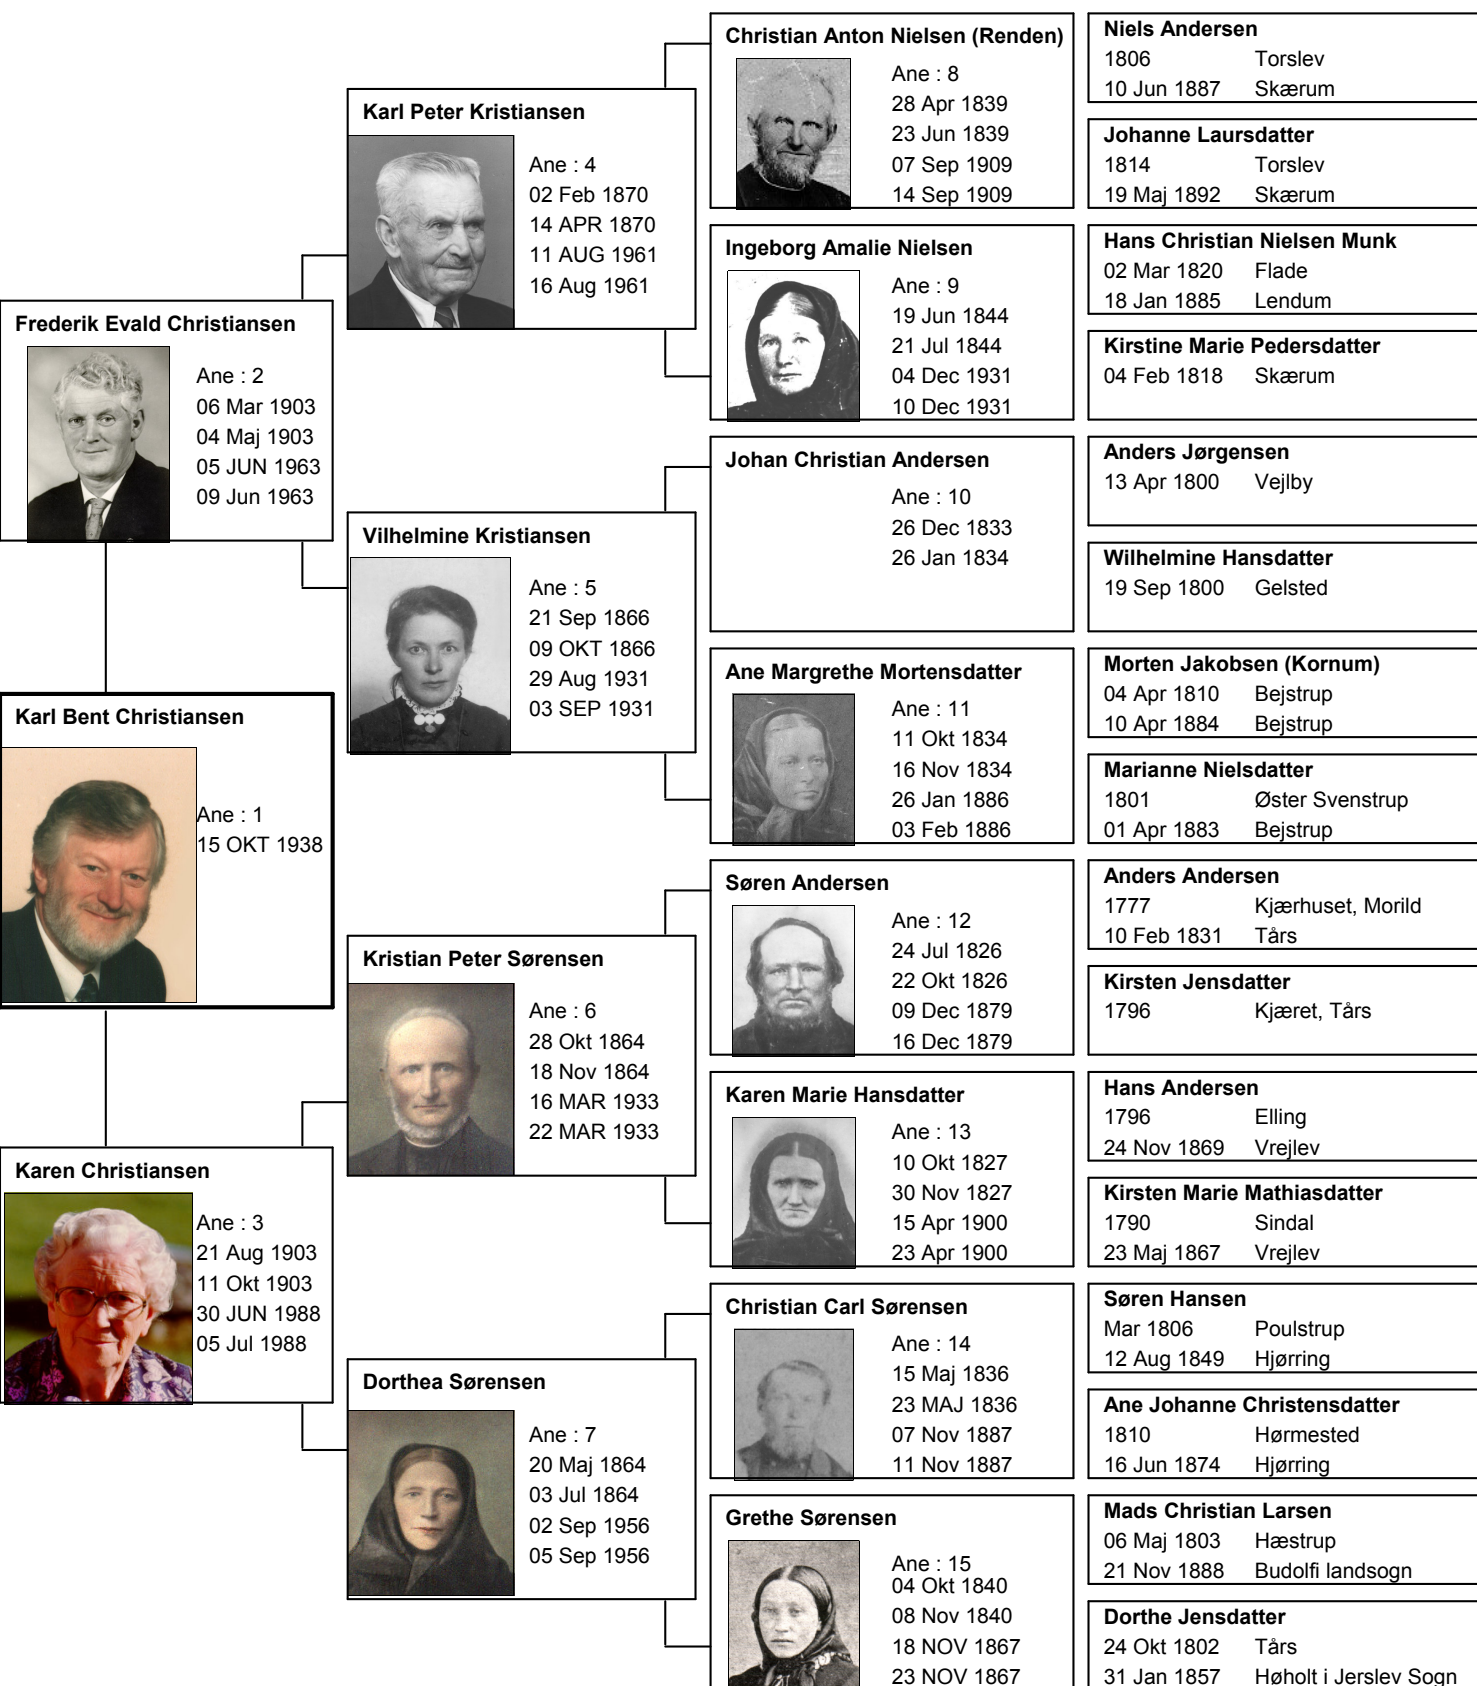 Frederik Evald Christiansen
Ane : 2
06 Mar 1903
04 Maj 1903
05 JUN 1963
09 Jun 1963
Karl Bent Christiansen
Ane : 1
15 OKT 1938
Karen Christiansen
Ane : 3
21 Aug 1903
11 Okt 1903
30 JUN 1988
05 Jul 1988
Karl Peter Kristiansen
Ane : 4
02 Feb 1870
14 APR 1870
11 AUG 1961
16 Aug 1961
Vilhelmine Kristiansen
Ane : 5
21 Sep 1866
09 OKT 1866
29 Aug 1931
03 SEP 1931
Kristian Peter Sørensen
Ane : 6
28 Okt 1864
18 Nov 1864
16 MAR 1933
22 MAR 1933
Dorthea Sørensen
Ane : 7
20 Maj 1864
03 Jul 1864
02 Sep 1956
05 Sep 1956
Christian Anton Nielsen (Renden)
Ane : 8
28 Apr 1839
23 Jun 1839
07 Sep 1909
14 Sep 1909
Ingeborg Amalie Nielsen
Ane : 9
19 Jun 1844
21 Jul 1844
04 Dec 1931
10 Dec 1931
Johan Christian Andersen
Ane : 10
26 Dec 1833
26 Jan 1834
Ane Margrethe Mortensdatter
Ane : 11
11 Okt 1834
16 Nov 1834
26 Jan 1886
03 Feb 1886
Søren Andersen
Ane : 12
24 Jul 1826
22 Okt 1826
09 Dec 1879
16 Dec 1879
Karen Marie Hansdatter
Ane : 13
10 Okt 1827
30 Nov 1827
15 Apr 1900
23 Apr 1900
Christian Carl Sørensen
Ane : 14
15 Maj 1836
23 MAJ 1836
07 Nov 1887
11 Nov 1887
Grethe Sørensen
Ane : 15
04 Okt 1840
08 Nov 1840
18 NOV 1867
23 NOV 1867
Niels Andersen
1806 Torslev
10 Jun 1887 Skærum
Johanne Laursdatter
1814 Torslev
19 Maj 1892 Skærum
Hans Christian Nielsen Munk
02 Mar 1820 Flade
18 Jan 1885 Lendum
Kirstine Marie Pedersdatter
04 Feb 1818 Skærum
Anders Jørgensen
13 Apr 1800 Vejlby
Wilhelmine Hansdatter
19 Sep 1800 Gelsted
Morten Jakobsen (Kornum)
04 Apr 1810 Bejstrup
10 Apr 1884 Bejstrup
Marianne Nielsdatter
1801 Øster Svenstrup
01 Apr 1883 Bejstrup
Anders Andersen
1777 Kjærhuset, Morild
10 Feb 1831 Tårs
Kirsten Jensdatter
1796 Kjæret, Tårs
Hans Andersen
1796 Elling
24 Nov 1869 Vrejlev
Kirsten Marie Mathiasdatter
1790 Sindal
23 Maj 1867 Vrejlev
Søren Hansen
Mar 1806 Poulstrup
12 Aug 1849 Hjørring
Ane Johanne Christensdatter
1810 Hørmested
16 Jun 1874 Hjørring
Mads Christian Larsen
06 Maj 1803 Hæstrup
21 Nov 1888 Budolfi landsogn
Dorthe Jensdatter
24 Okt 1802 Tårs
31 Jan 1857 Høholt i Jerslev Sogn